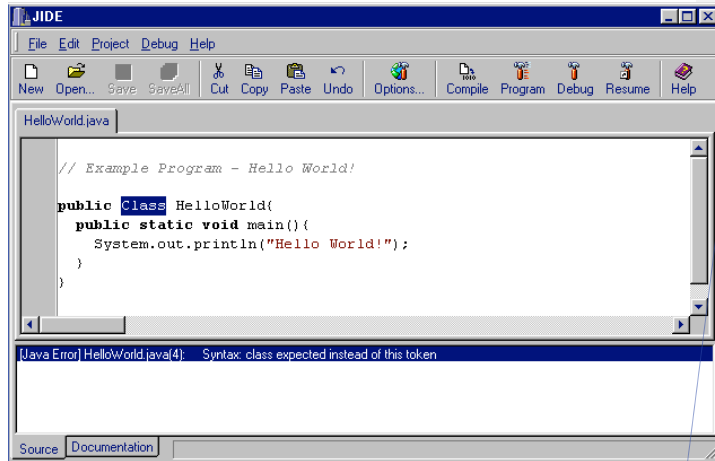 JIDE
File Edit Project Debug Help
New Open... Save SaveAll Cut Copy Paste Undo Options... Compile Program Debug Resume Help
HelloWorld.java
// Example Program - Hello World!
public Class HelloWorld{
public static void main(){
System.out.println("Hello World!");
}
}
[Java Error] HelloWorld.java(4): Syntax: class expected instead of this token
Source Documentation